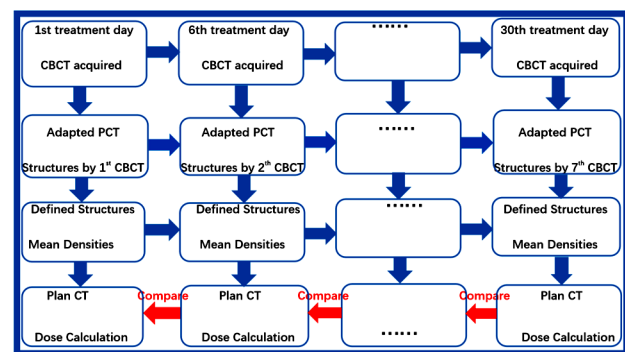 1st treatment day
CBCT acquired
6th treatment day
CBCT acquired
......
30th treatment day
CBCT acquired
Adapted PCT
Structures by 1st CBCT
Adapted PCT
Structures by 2th CBCT
......
Adapted PCT
Structures by 7th CBCT
Defined Structures
Mean Densities
Defined Structures
Mean Densities
......
Defined Structures
Mean Densities
Plan CT
Dose Calculation
Compare
Plan CT
Dose Calculation
Compare
......
Compare
Plan CT
Dose Calculation